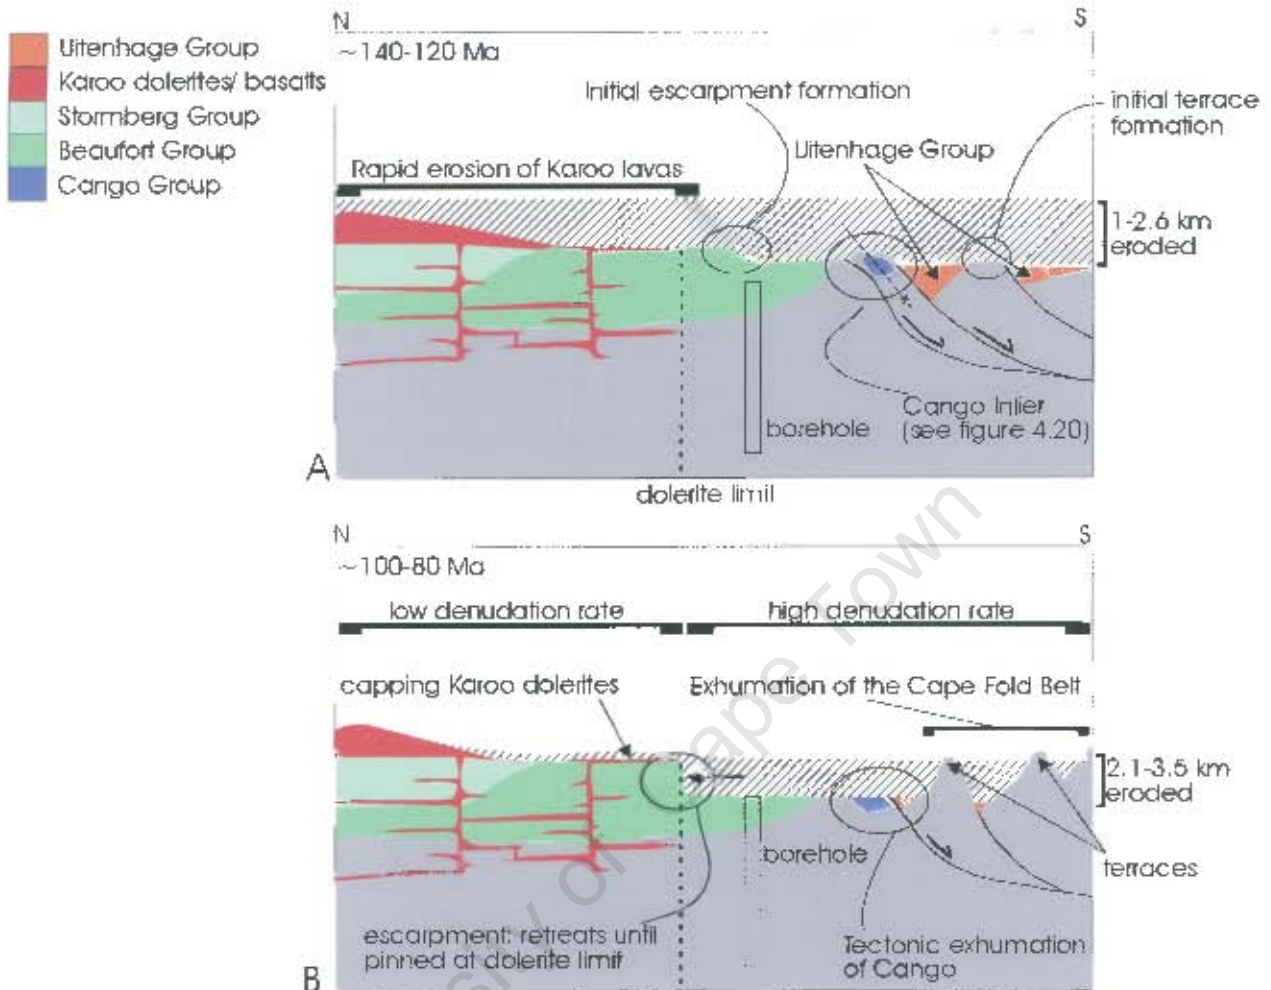 Uitenhage Group
Karoo dolerites/ basalts
Stormberg Group
Beaufort Group
Cango Group
N
S
~140-120 Ma
Initial escarpment formation
initial terrace
formation
Uitenhage Group
Rapid erosion of Karoo lavas
1-2.6 km
eroded
borehole
Cango Inlier
(see figure 4.20)
A
dolerite limit
N
S
~100-80 Ma
low denudation rate
high denudation rate
capping Karoo dolerites
Exhumation of the Cape Fold Belt
2.1-3.5 km
eroded
borehole
terraces
escarpment: retreats until
pinned at dolerite limit
Tectonic exhumation
of Cango
B
University of Cape Town